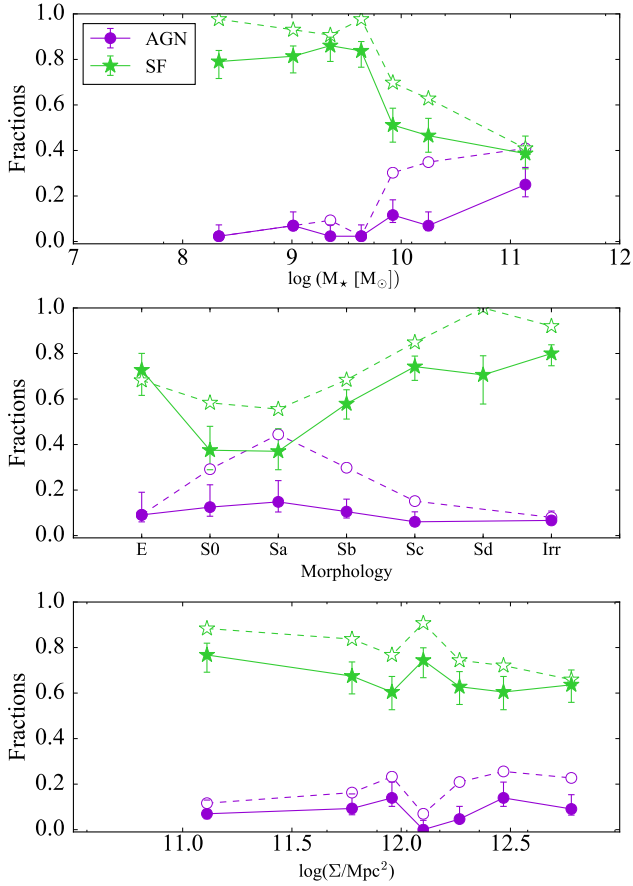 1.0
0.8
0.6
0.4
0.2
0.0
Fractions
AGN
SF
7 8 9 10 11 12
log (M⋆ [M⊙])
1.0
0.8
0.6
0.4
0.2
0.0
Fractions
E S0 Sa Sb Sc Sd Irr
Morphology
1.0
0.8
0.6
0.4
0.2
0.0
Fractions
11.0 11.5 12.0 12.5
log(Σ/Mpc²)